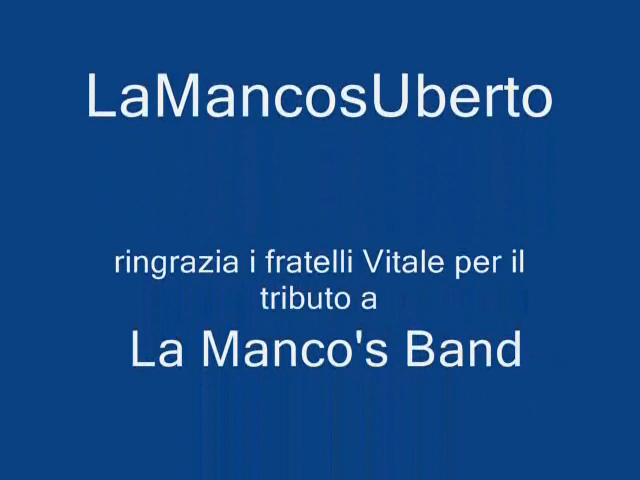 LaMancosUberto
ringrazia i fratelli Vitale per il
tributo a
La Manco's Band